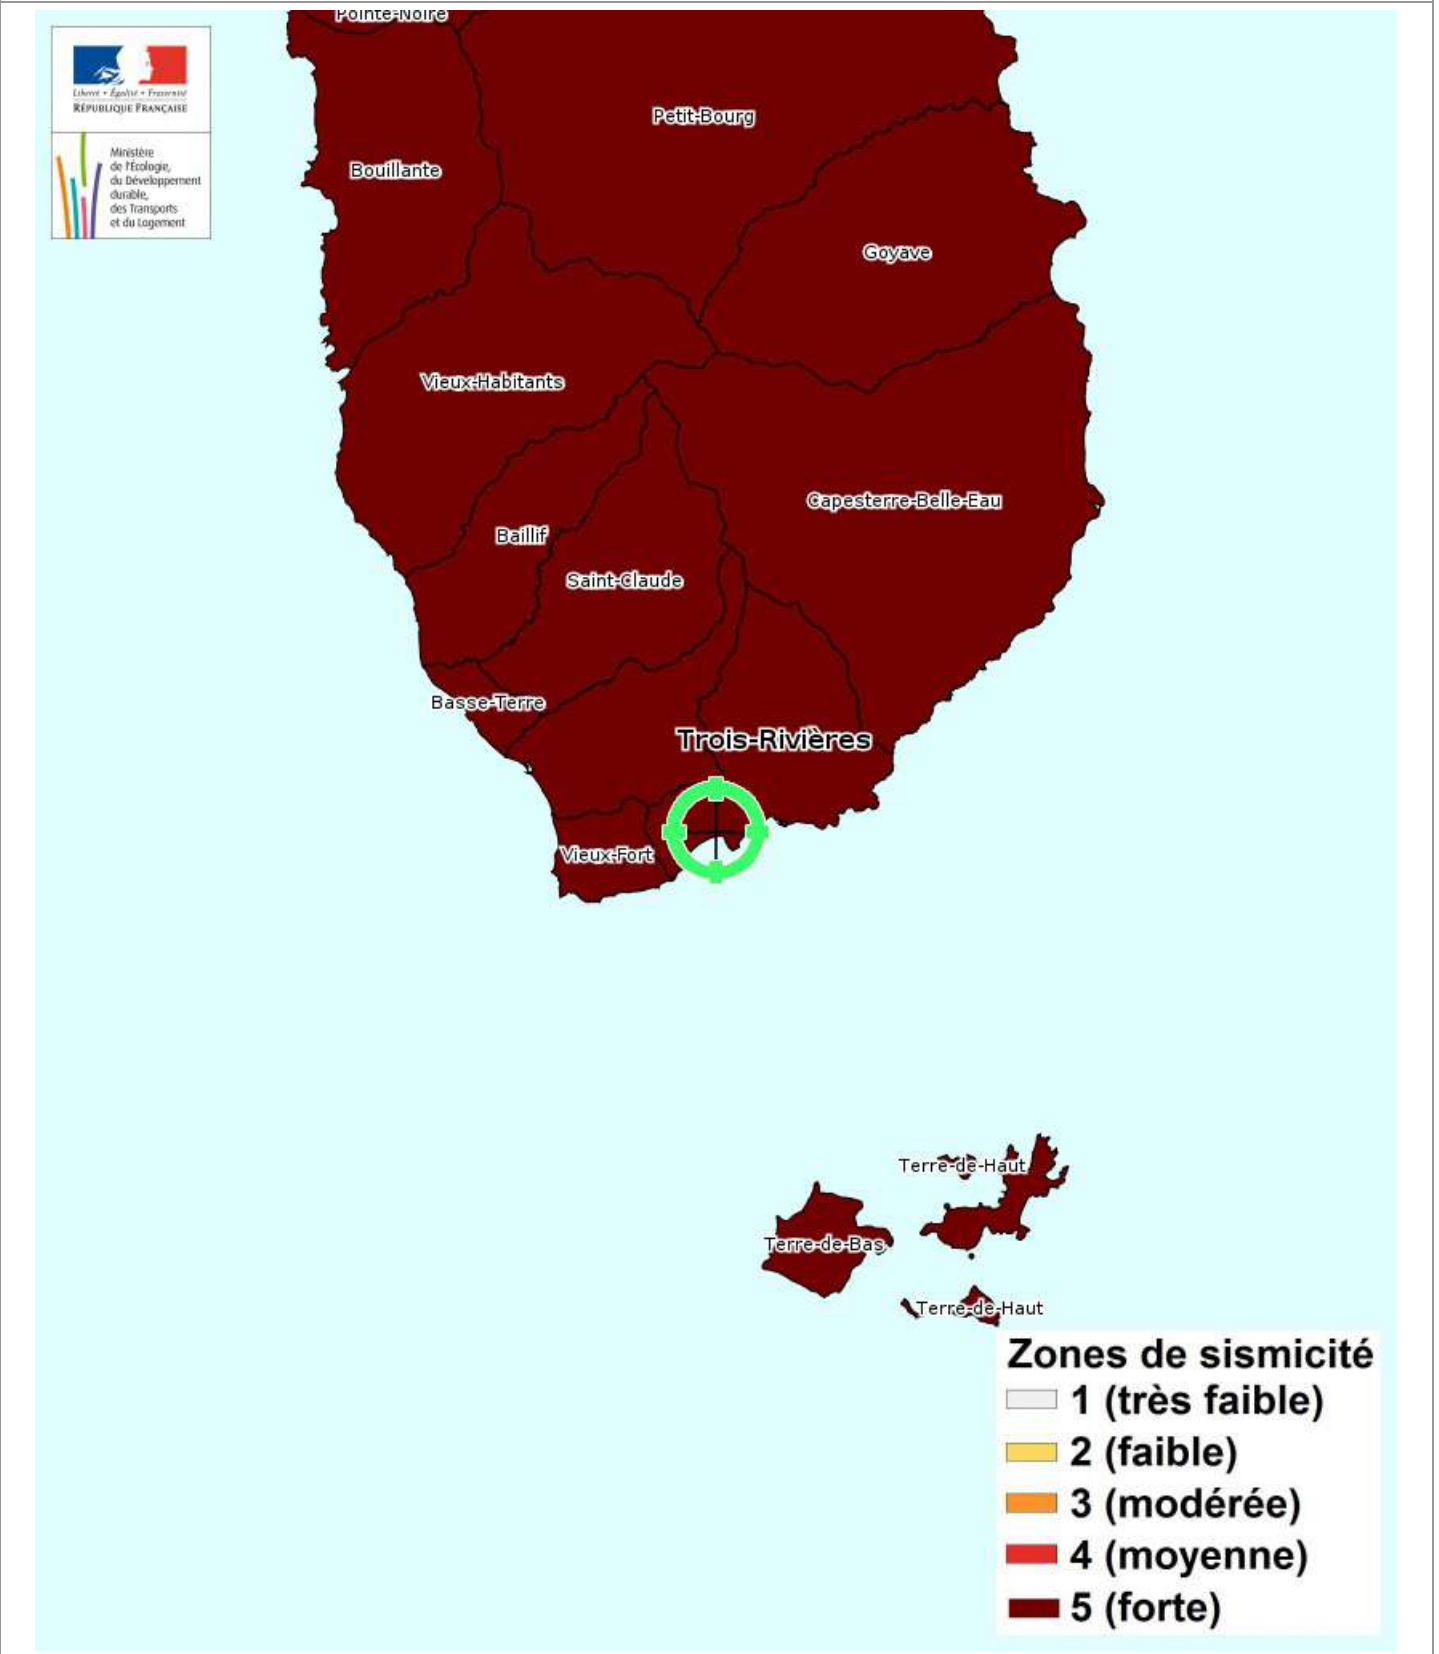 Pointe-Noire
Liberté • Égalité • Fraternité
RÉPUBLIQUE FRANÇAISE
Ministère
de l'Écologie,
du Développement
durable,
des Transports
et du Logement
Petit-Bourg
Bouillante
Goyave
Vieux-Habitants
Capesterre-Belle-Eau
Baillif
Saint-Claude
Basse-Terre
Trois-Rivières
Vieux-Fort
Terre-de-Haut
Terre-de-Bas
Terre-de-Haut
Zones de sismicité
1 (très faible)
2 (faible)
3 (modérée)
4 (moyenne)
5 (forte)